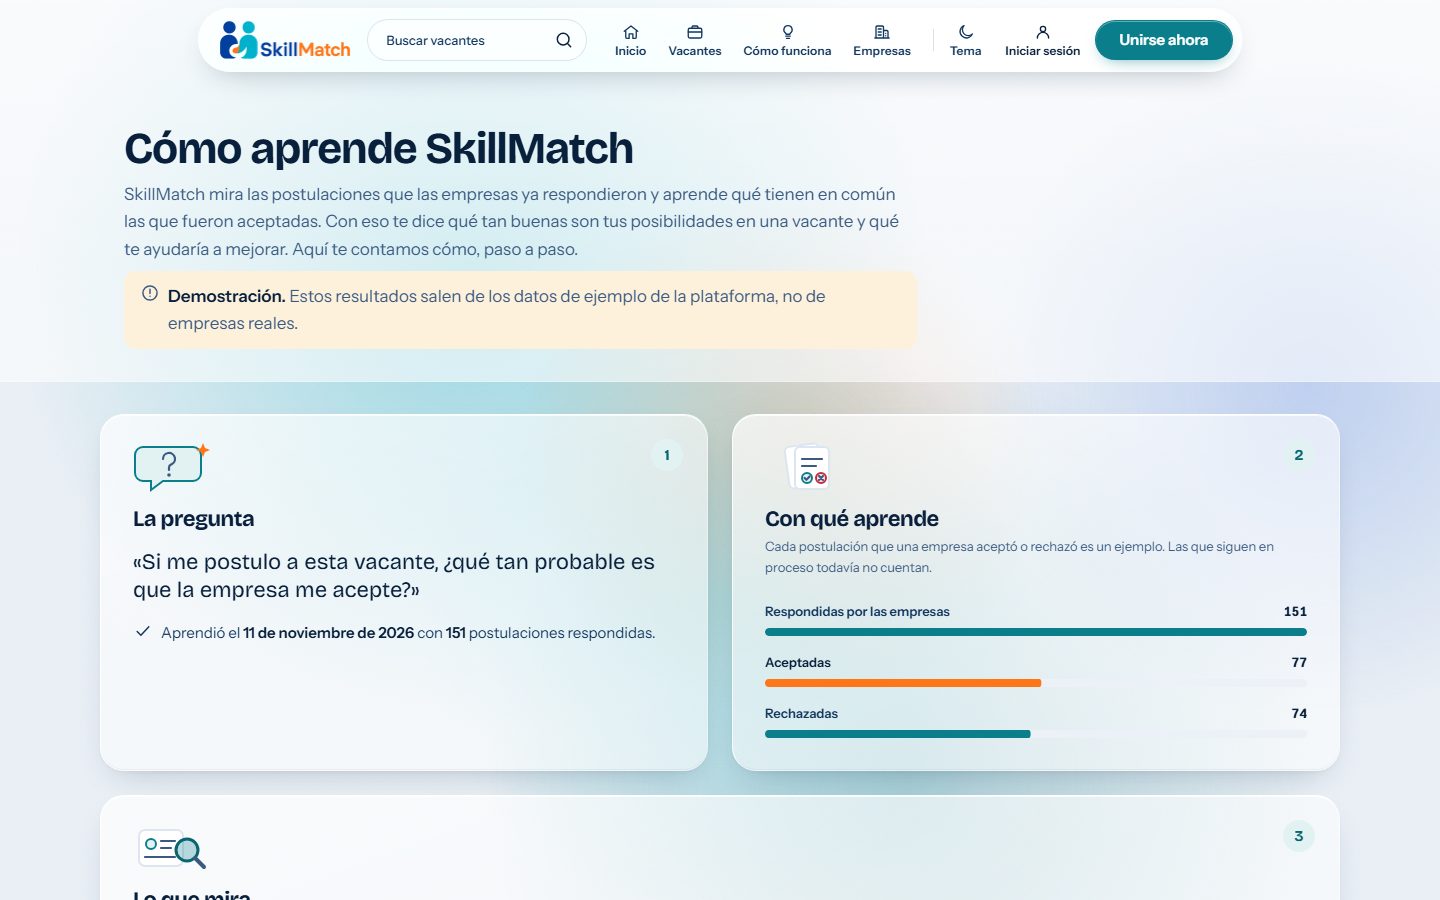 SkillMatch
Buscar vacantes
Inicio
Vacantes
Cómo funciona
Empresas
Tema
Iniciar sesión
Unirse ahora
Cómo aprende SkillMatch
SkillMatch mira las postulaciones que las empresas ya respondieron y aprende qué tienen en común
las que fueron aceptadas. Con eso te dice qué tan buenas son tus posibilidades en una vacante y qué
te ayudaría a mejorar. Aquí te contamos cómo, paso a paso.
Demostración. Estos resultados salen de los datos de ejemplo de la plataforma, no de
empresas reales.
?
1
La pregunta
«Si me postulo a esta vacante, ¿qué tan probable es
que la empresa me acepte?»
Aprendió el 11 de noviembre de 2026 con 151 postulaciones respondidas.
2
Con qué aprende
Cada postulación que una empresa aceptó o rechazó es un ejemplo. Las que siguen en
proceso todavía no cuentan.
Respondidas por las empresas 151
Aceptadas 77
Rechazadas 74
3
Lo que mira